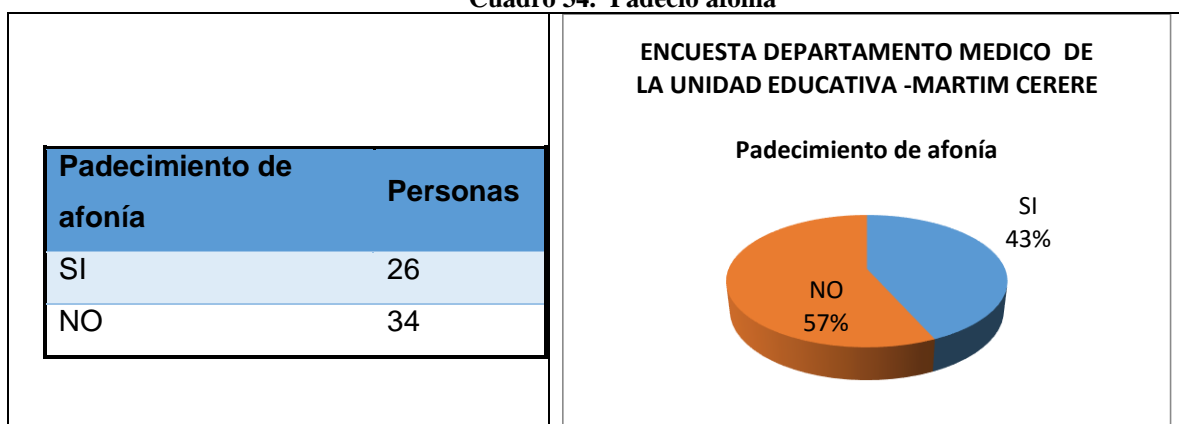 Cuadro 34. Padeció afonía
Padecimiento de
afonía
Personas
SI
26
NO
34
ENCUESTA DEPARTAMENTO MEDICO DE
LA UNIDAD EDUCATIVA -MARTIM CERERE
Padecimiento de afonía
SI
43%
NO
57%